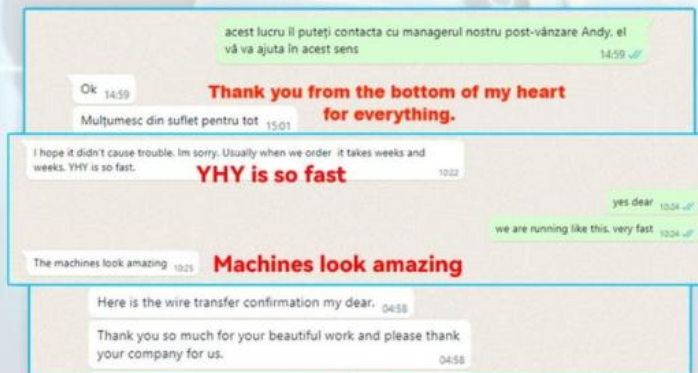 acest lucru îl puteți contacta cu managerul nostru post-vânzare Andy. el
vă va ajuta în acest sens
14:59
Ok 14:59
Thank you from the bottom of my heart
for everything.
Mulțumesc din suflet pentru tot 15:01
I hope it didn't cause trouble. Im sorry. Usually when we order it takes weeks and
weeks. YHY is so fast.
10:22
YHY is so fast
yes dear 10:24
we are running like this. very fast 10:24
The machines look amazing 10:25
Machines look amazing
Here is the wire transfer confirmation my dear. 04:58
Thank you so much for your beautiful work and please thank
your company for us.
04:58